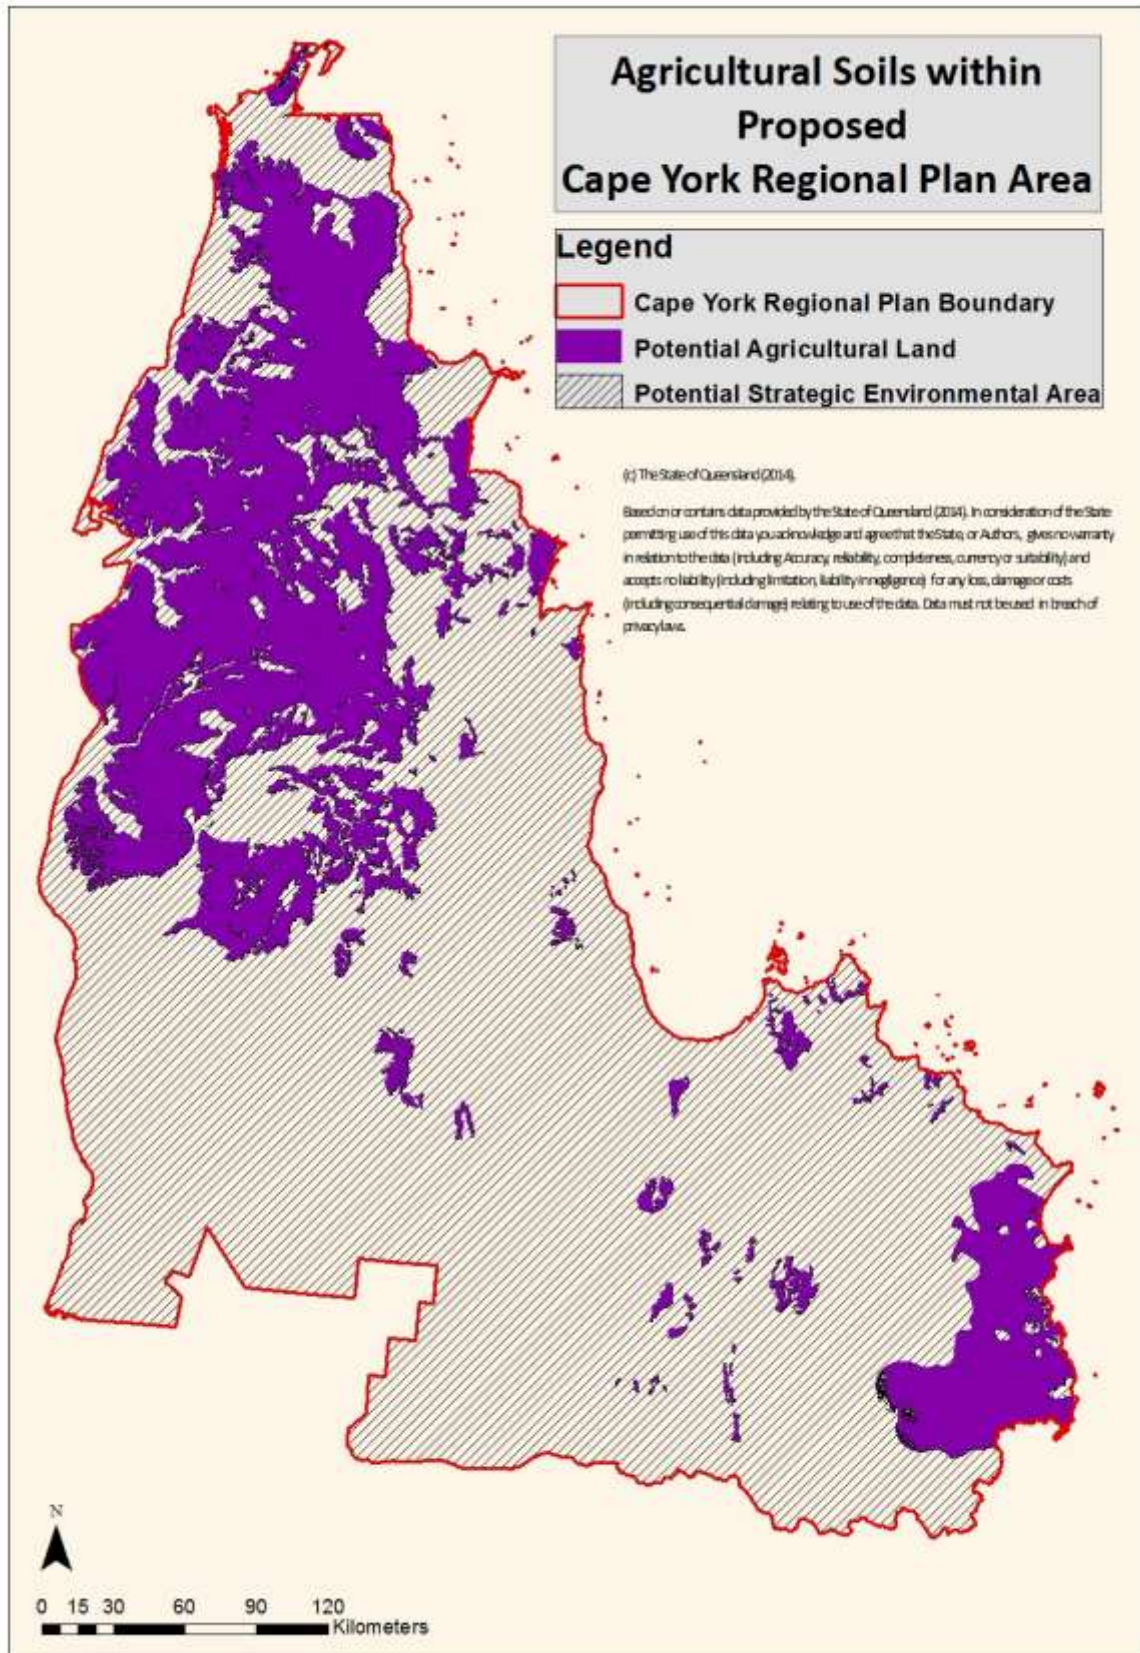 Agricultural Soils within
Proposed
Cape York Regional Plan Area
Legend
Cape York Regional Plan Boundary
Potential Agricultural Land
Potential Strategic Environmental Area
(c) The State of Queensland (2014).
Based on or contains data provided by the State of Queensland (2014). In consideration of the State
permitting use of this data you acknowledge and agree that the State, or Authors, gives no warranty
in relation to the data (including Accuracy, reliability, completeness, currency or suitability) and
accepts no liability (including limitation, liability in negligence) for any loss, damage or costs
(including consequential damage) relating to use of the data. Data must not be used in breach of
privacy laws.
N
0 15 30 60 90 120
Kilometers